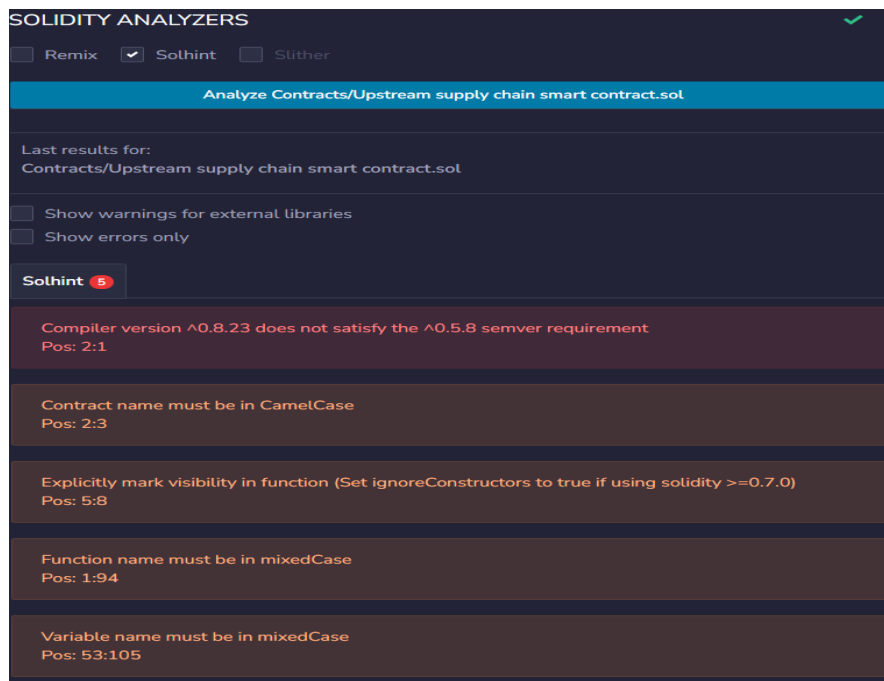 SOLIDITY ANALYZERS
Remix Solhint Slither
Analyze Contracts/Upstream supply chain smart contract.sol
Last results for:
Contracts/Upstream supply chain smart contract.sol
Show warnings for external libraries
Show errors only
Solhint 5
Compiler version ^0.8.23 does not satisfy the ^0.5.8 semver requirement
Pos: 2:1
Contract name must be in CamelCase
Pos: 2:3
Explicitly mark visibility in function (Set ignoreConstructors to true if using solidity >=0.7.0)
Pos: 5:8
Function name must be in mixedCase
Pos: 1:94
Variable name must be in mixedCase
Pos: 53:105